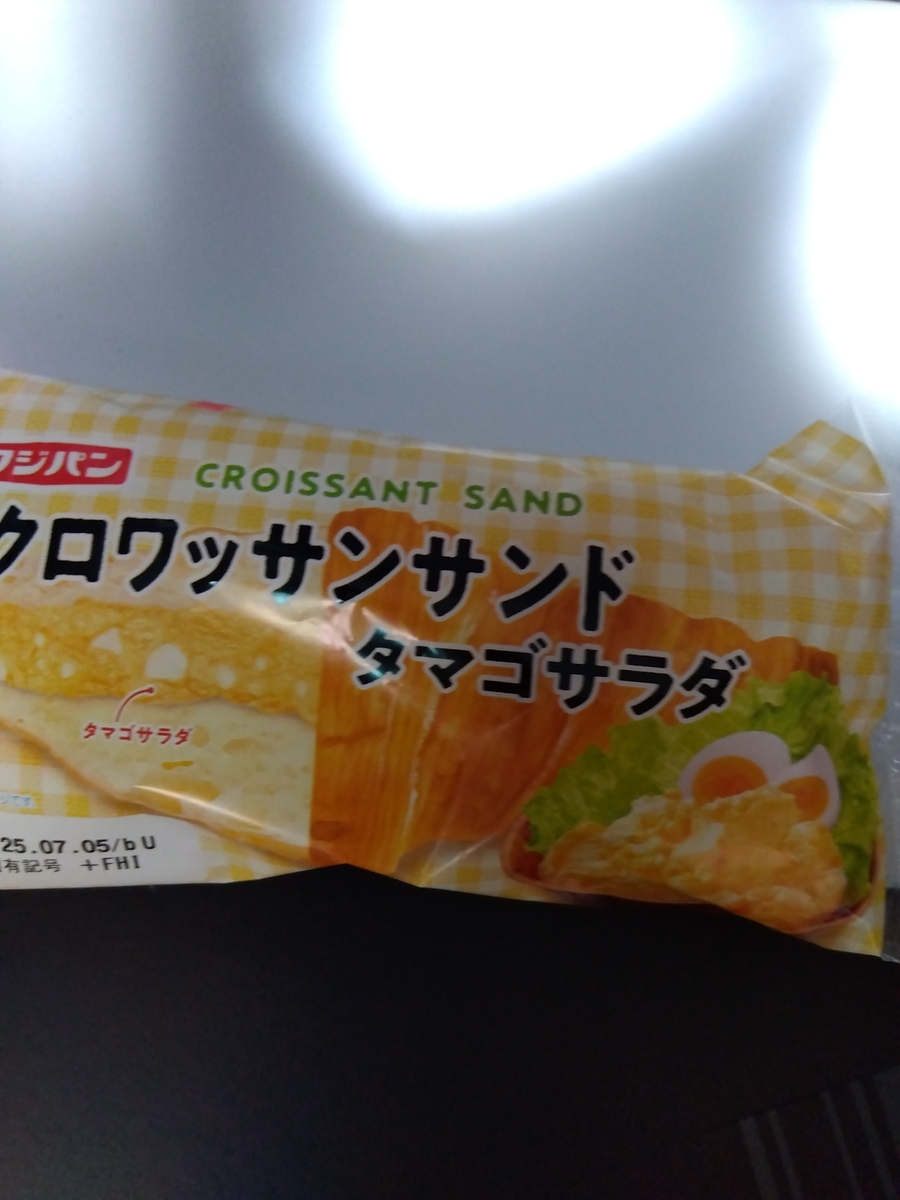 フジパン
CROISSANT SAND
クロワッサンサンド
タマゴサラダ
タマゴサラダ
25.07.05/bU
有記号 +FHI